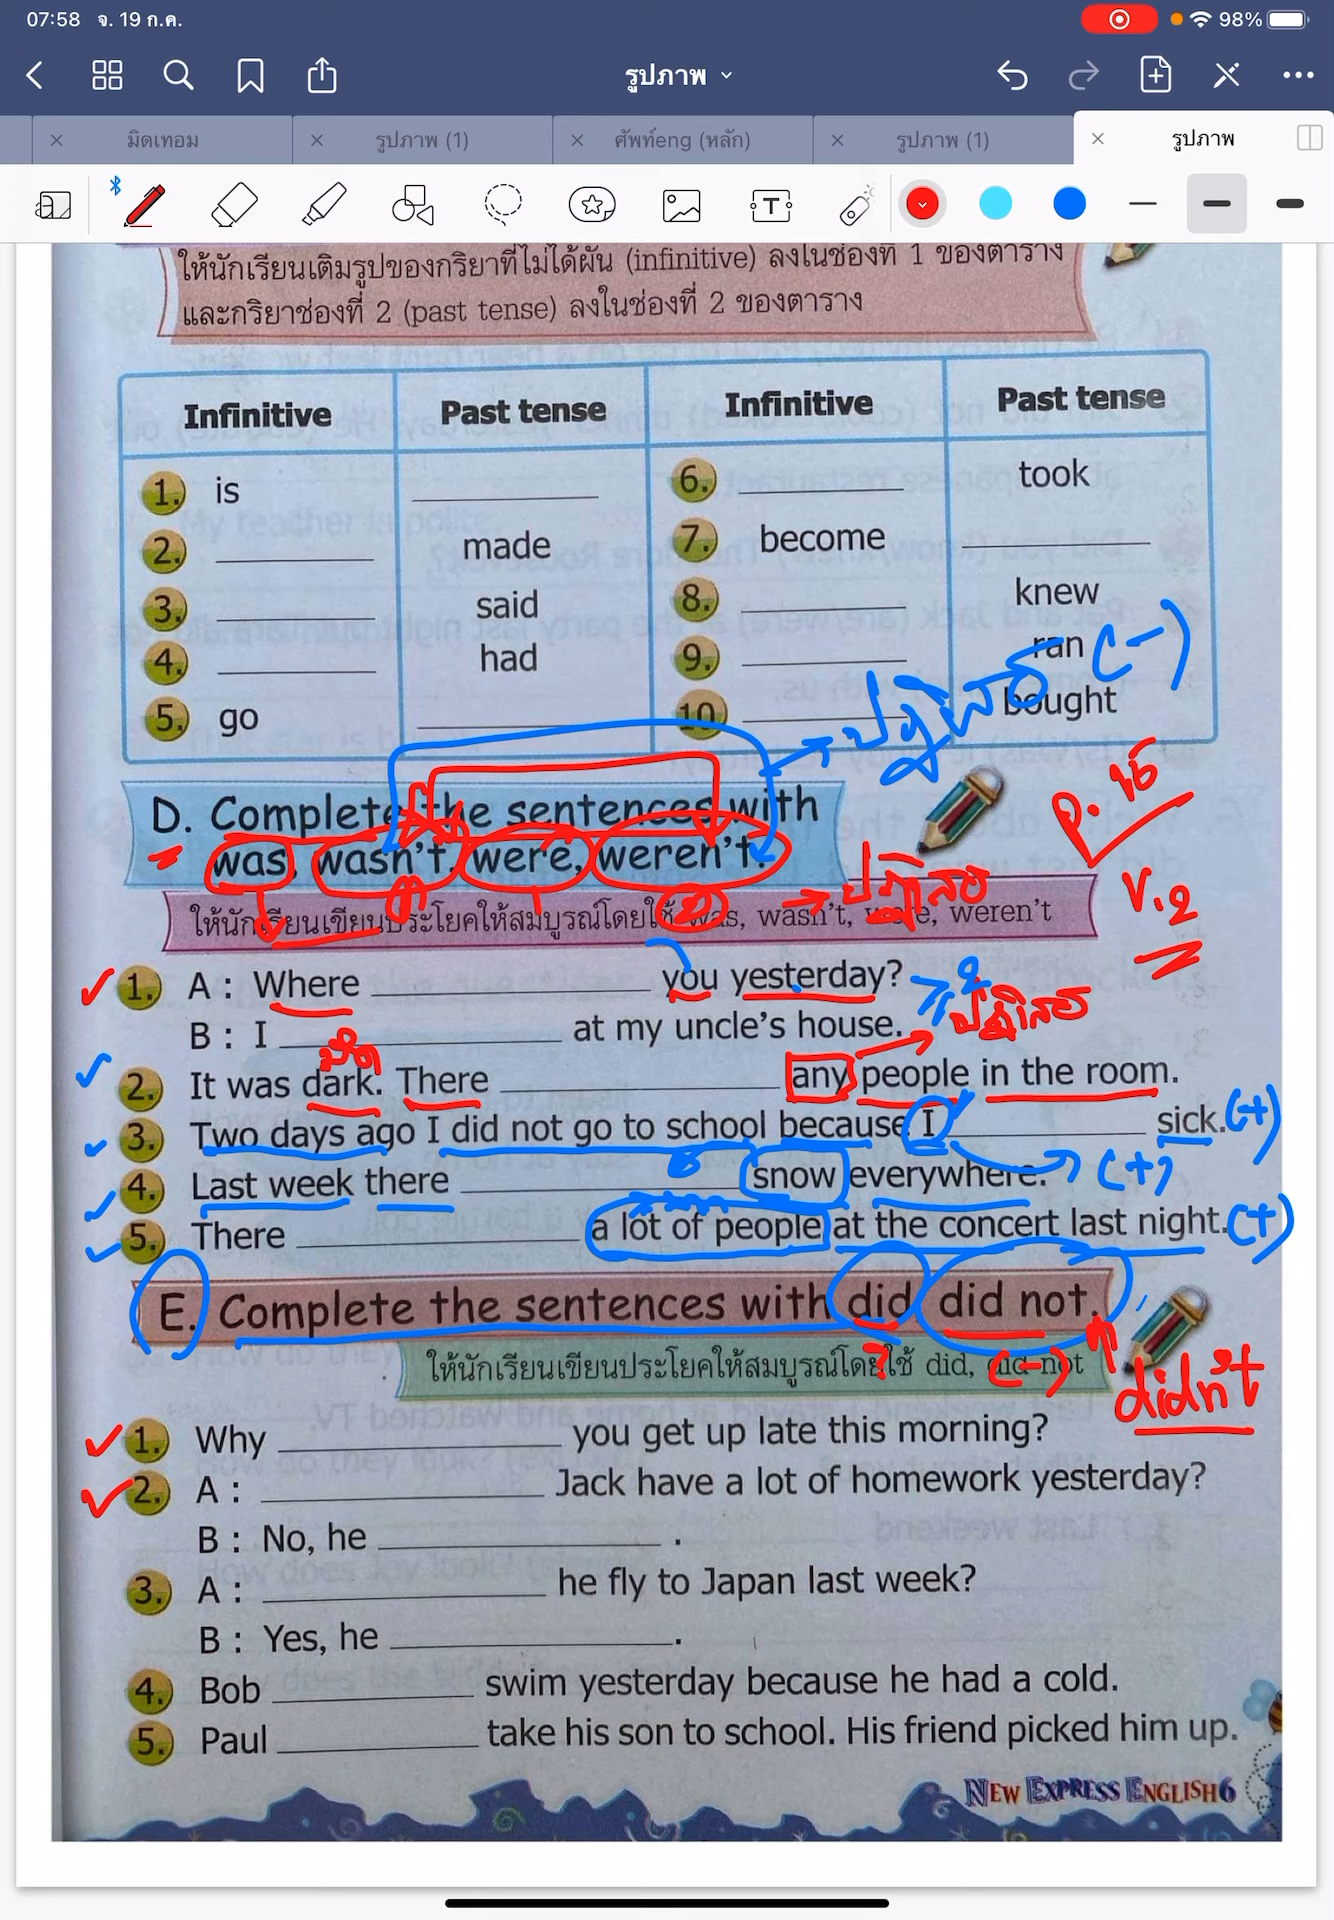 07:58 จ. 19 ก.ค. 98%
รูปภาพ
มิดเทอม รูปภาพ (1) ศัพท์eng (หลัก) รูปภาพ (1) รูปภาพ
ให้นักเรียนเติมรูปของกริยาที่ไม่ได้ผัน (infinitive) ลงในช่องที่ 1 ของตาราง
และกริยาช่องที่ 2 (past tense) ลงในช่องที่ 2 ของตาราง
Infinitive Past tense Infinitive Past tense
1. is 6. took
2. made 7. become
3. said 8. knew
4. had 9. ran
5. go 10. bought
ปฏิเสธ (-)
D. Complete the sentences with
was, wasn't, were, weren't.
p. 15
ปฏิเสธ
V.2
ให้นักเรียนเขียนประโยคให้สมบูรณ์โดยใช้ was, wasn't, were, weren't
1. A : Where you yesterday?
B : I at my uncle's house.
ปฏิเสธ
มืด
2. It was dark. There any people in the room.
3. Two days ago I did not go to school because I sick. (+)
4. Last week there snow everywhere. (+)
5. There a lot of people at the concert last night. (+)
E. Complete the sentences with did, did not.
ให้นักเรียนเขียนประโยคให้สมบูรณ์โดยใช้ did, did not
? (-) didn't
1. Why you get up late this morning?
2. A : Jack have a lot of homework yesterday?
B : No, he .
3. A : he fly to Japan last week?
B : Yes, he .
4. Bob swim yesterday because he had a cold.
5. Paul take his son to school. His friend picked him up.
NEW EXPRESS ENGLISH 6